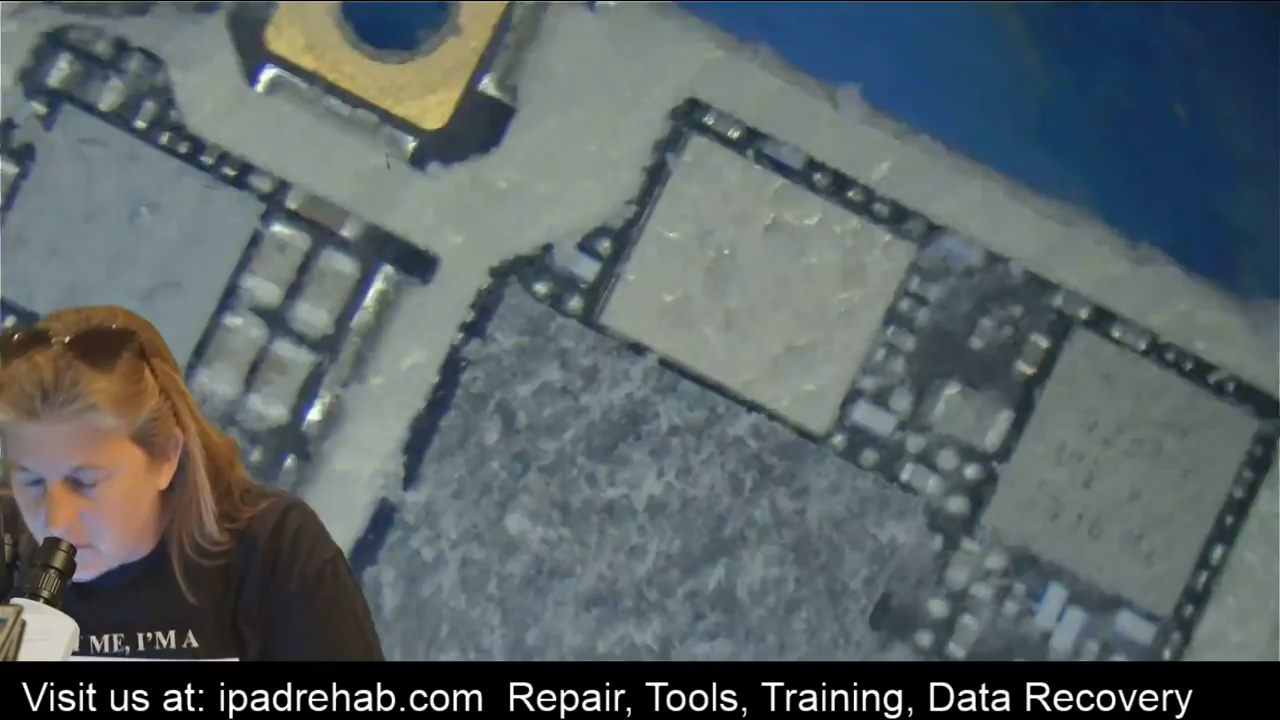 ME, I'M A
Visit us at: ipadrehab.com Repair, Tools, Training, Data Recovery